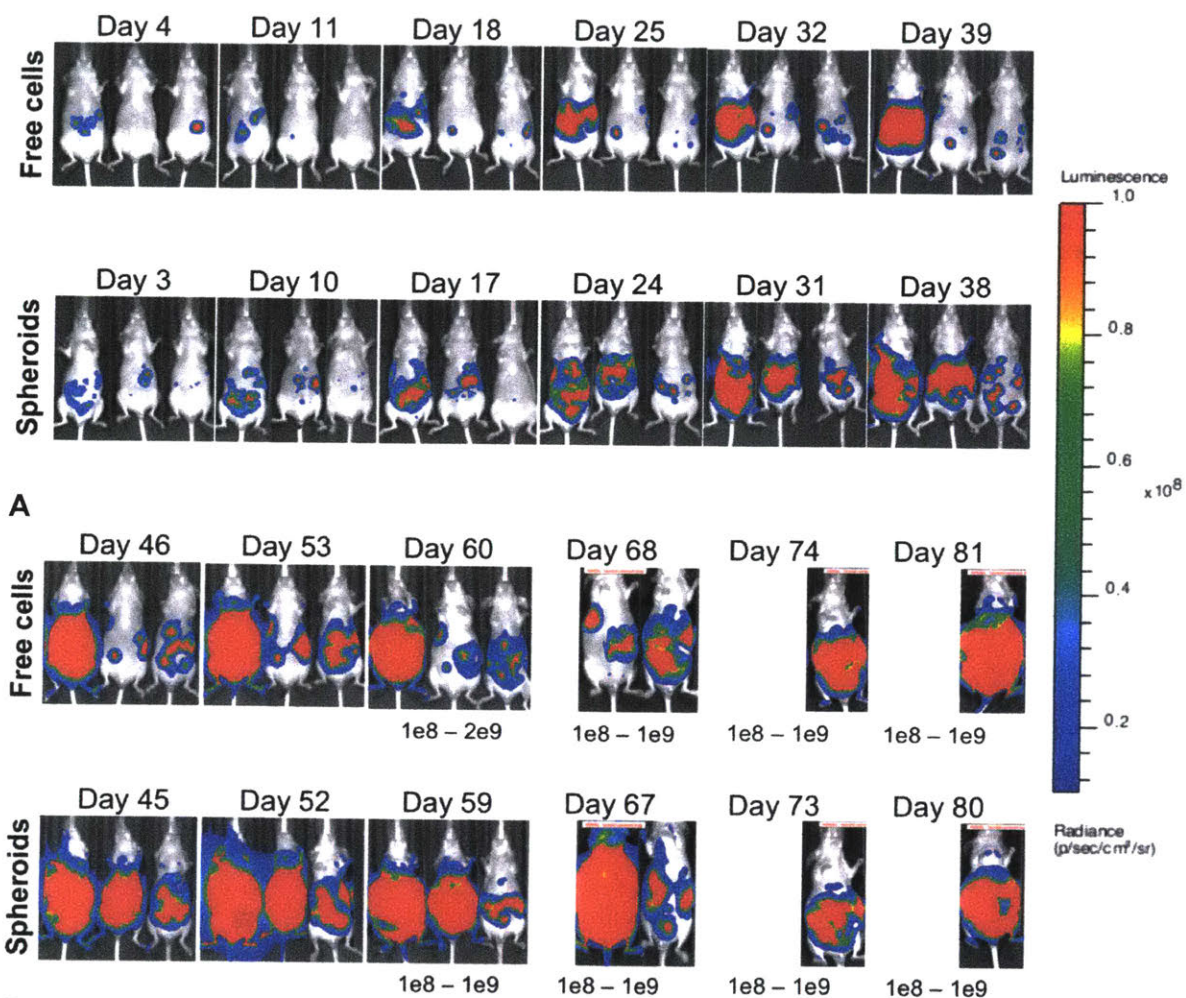 Day 4 Day 11 Day 18 Day 25 Day 32 Day 39
Free cells
Luminescence
1.0
Day 3 Day 10 Day 17 Day 24 Day 31 Day 38
Spheroids
0.8
0.6
x10⁸
A
Day 46 Day 53 Day 60 Day 68 Day 74 Day 81
Free cells
0.4
0.2
1e8 – 2e9 1e8 – 1e9 1e8 – 1e9 1e8 – 1e9
Day 45 Day 52 Day 59 Day 67 Day 73 Day 80
Spheroids
Radiance
(p/sec/cm²/sr)
1e8 – 1e9 1e8 – 1e9 1e8 – 1e9 1e8 – 1e9